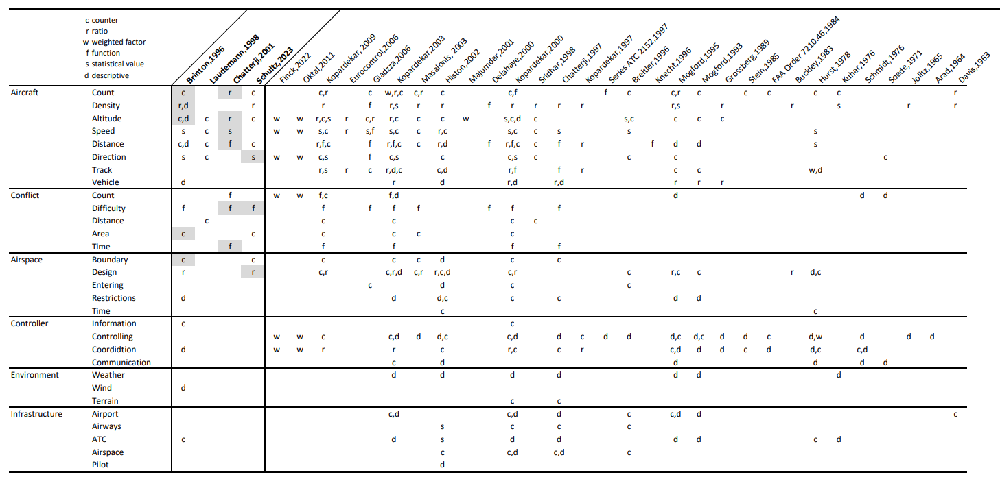 c counter
r ratio
w weighted factor
f function
s statistical value
d descriptive
Brinton,1996
Laudemann,1998
Chatterji,2001
Schultz,2023
Finck,2022
Oktal,2011
Kopardekar, 2009
Eurocontrol,2006
Giadzza,2006
Kopardekar,2003
Masalonis, 2003
Histon,2002
Majumdar,2001
Delahaye,2000
Kopardekar,2000
Sridhar,1998
Chatterji,1997
Kopardekar,1997
Series ATC 2152,1997
Breitler,1996
Knecht,1996
Mogford,1995
Mogford,1993
Grossberg,1989
Stein,1985
FAA Order 7210.46,1984
Buckley,1983
Hurst,1978
Kuhar,1976
Schmidt,1976
Soede,1971
Jolitz,1965
Arad,1964
Davis,1963
Aircraft Count c r c c,r c w,r,c c,r c c,f f c c,r c c c c c r
Density r,d r r f r,s r r f r r r r r,s r r s r r
Altitude c,d c r c w w r,c,s r c,r r,c c c w s,c,d c s,c c c c
Speed s c s w w s,c r s,f s,c c r,c s,c c s s s
Distance c,d c f c r,f,c f r,f,c c r,d f r,f,c c f r f d d s
Direction s c s w w c,s f c,s c c,s c c c c
Track r,s r c r,d,c c,d r,f f r c c w,d
Vehicle d r d r,d r,d r r r
Conflict Count f w w f,c f,d d d d
Difficulty f f f f f f f f f f
Distance c c c c c
Area c c c c c c
Time f f f f
Airspace Boundary c c c c c d c c
Design r r c,r c,r,d c,r r,c,d c,r c r,c c r d,c
Entering c d c c
Restrictions d d d,c c c d d
Time c c
Controller Information c c
Controlling w w c c,d d d,c c,d d c d d d,c d,c d d c d,w d d d
Coordidtion d w w r r c r,c c r c,d d d c d d,c c,d
Communication c d d d d d
Environment Weather d d d d d d d
Wind d
Terrain c c
Infrastructure Airport c,d c,d d c c,d d c
Airways s c c c
ATC c d s d d d d c d
Airspace c c,d c,d c
Pilot d